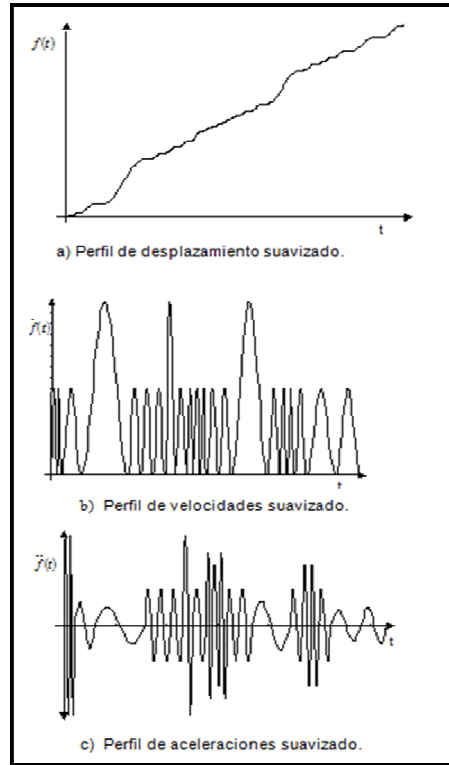 f(t)
t
a) Perfil de desplazamiento suavizado.
ḟ(t)
t
b) Perfil de velocidades suavizado.
f̈(t)
t
c) Perfil de aceleraciones suavizado.